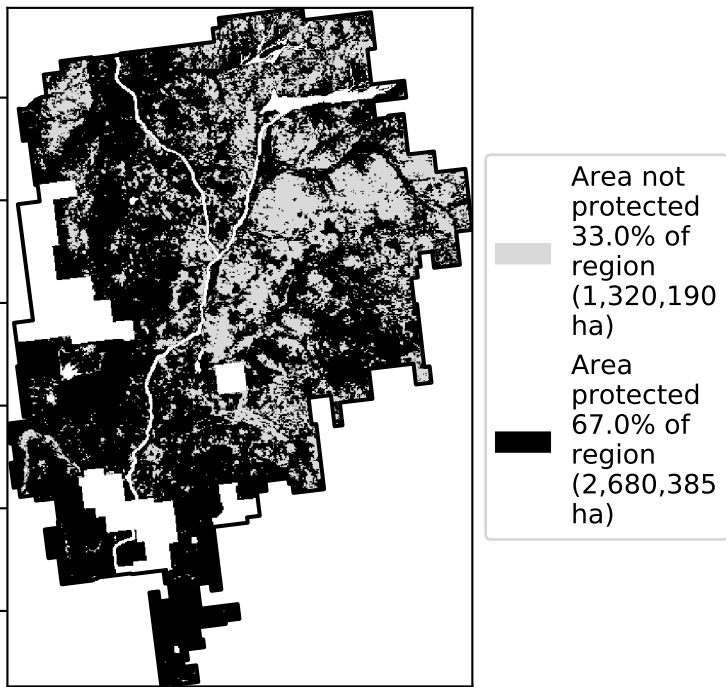 Area not
protected
33.0% of
region
(1,320,190
ha)
Area
protected
67.0% of
region
(2,680,385
ha)